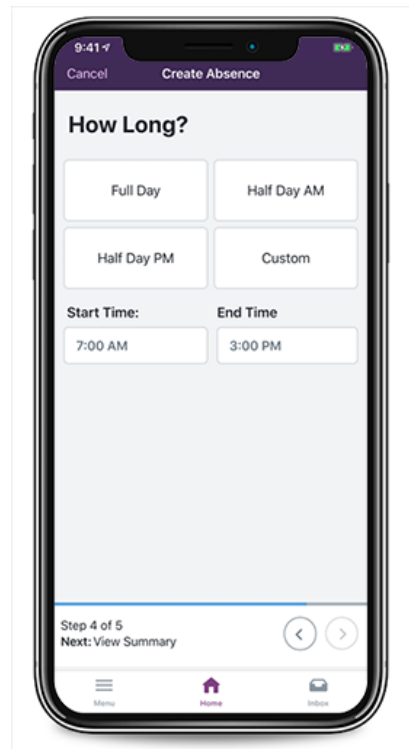 9:41
Cancel Create Absence
How Long?
Full Day Half Day AM
Half Day PM Custom
Start Time: End Time
7:00 AM 3:00 PM
Step 4 of 5
Next: View Summary
Menu Home Inbox